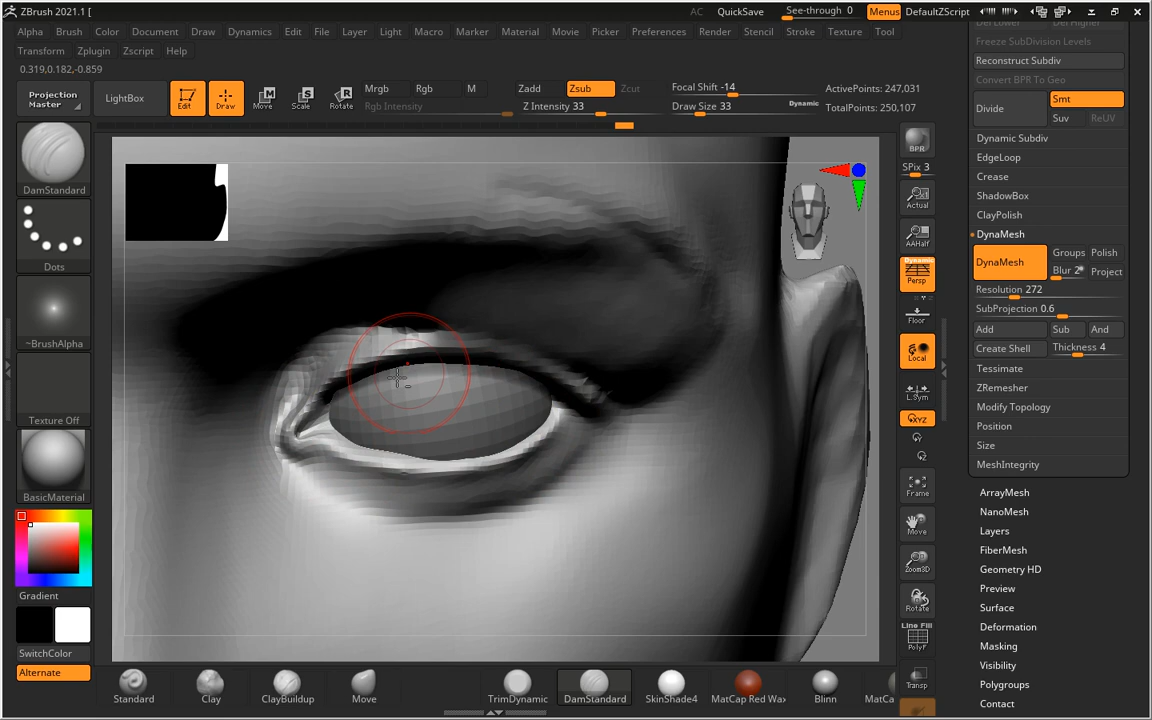 ZBrush 2021.1 [
AC QuickSave See-through 0 Menus DefaultZScript
Alpha Brush Color Document Draw Dynamics Edit File Layer Light Macro Marker Material Movie Picker Preferences Render Stencil Stroke Texture Tool
Transform Zplugin Zscript Help
0.319,0.182,-0.859
Projection Master
LightBox
Edit
Draw
Move
Scale
Rotate
Mrgb Rgb M
Rgb Intensity
Zadd Zsub Zcut
Z Intensity 33
Focal Shift -14
Draw Size 33
Dynamic
ActivePoints: 247,031
TotalPoints: 250,107
DamStandard
Dots
~BrushAlpha
Texture Off
BasicMaterial
Gradient
SwitchColor
Alternate
BPR
SPix 3
Actual
AAHalf
Dynamic
Persp
Floor
Local
L.Sym
XYZ
Frame
Move
Zoom3D
Rotate
Line Fill
PolyF
Transp
Del Lower Del Higher
Freeze SubDivision Levels
Reconstruct Subdiv
Convert BPR To Geo
Divide
Smt
Suv ReUV
Dynamic Subdiv
EdgeLoop
Crease
ShadowBox
ClayPolish
DynaMesh
DynaMesh
Groups Polish
Blur 2 Project
Resolution 272
SubProjection 0.6
Add Sub And
Create Shell Thickness 4
Tessimate
ZRemesher
Modify Topology
Position
Size
MeshIntegrity
ArrayMesh
NanoMesh
Layers
FiberMesh
Geometry HD
Preview
Surface
Deformation
Masking
Visibility
Polygroups
Contact
Standard Clay ClayBuildup Move TrimDynamic DamStandard SkinShade4 MatCap Red Wax Blinn MatCa